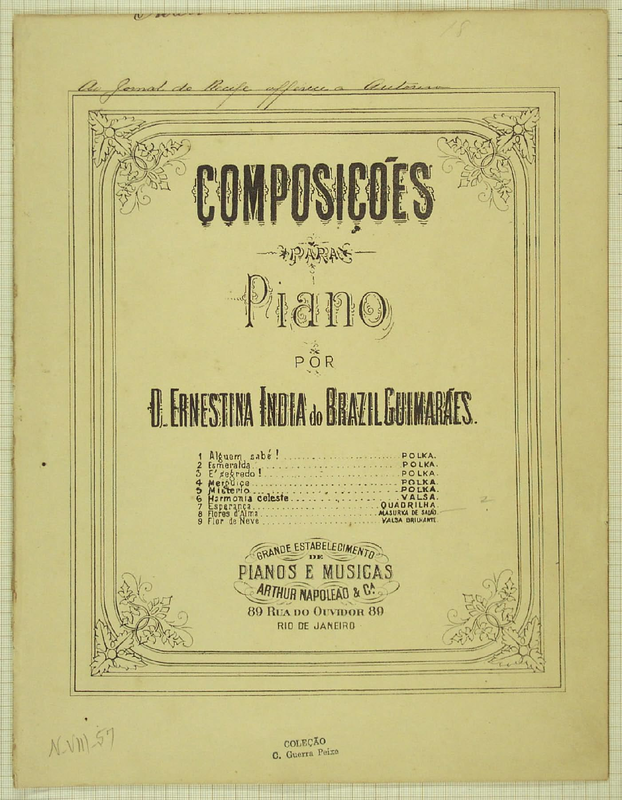 18
Ao Jornal do Recife offerece a Autora
COMPOSIÇÕES
PARA
Piano
POR
D. ERNESTINA INDIA do BRAZIL GUIMARÃES.
1 Alguem sabé! POLKA.
2 Esmeralda POLKA.
3 E' segredo! POLKA.
4 POLKA.
5 Misterio POLKA.
6 Harmonia celeste VALSA.
7 Esperança QUADRILHA.
8 Flores d'Alma MASURKA DE SALÃO.
9 Flor de Neve VALSA BRILHANTE.
GRANDE ESTABELECIMENTO
DE
PIANOS E MUSICAS
ARTHUR NAPOLEÃO & Cª
89 RUA DO OUVIDOR 89
RIO DE JANEIRO
N-VIII-57
COLEÇÃO
C. Guerra Peixe